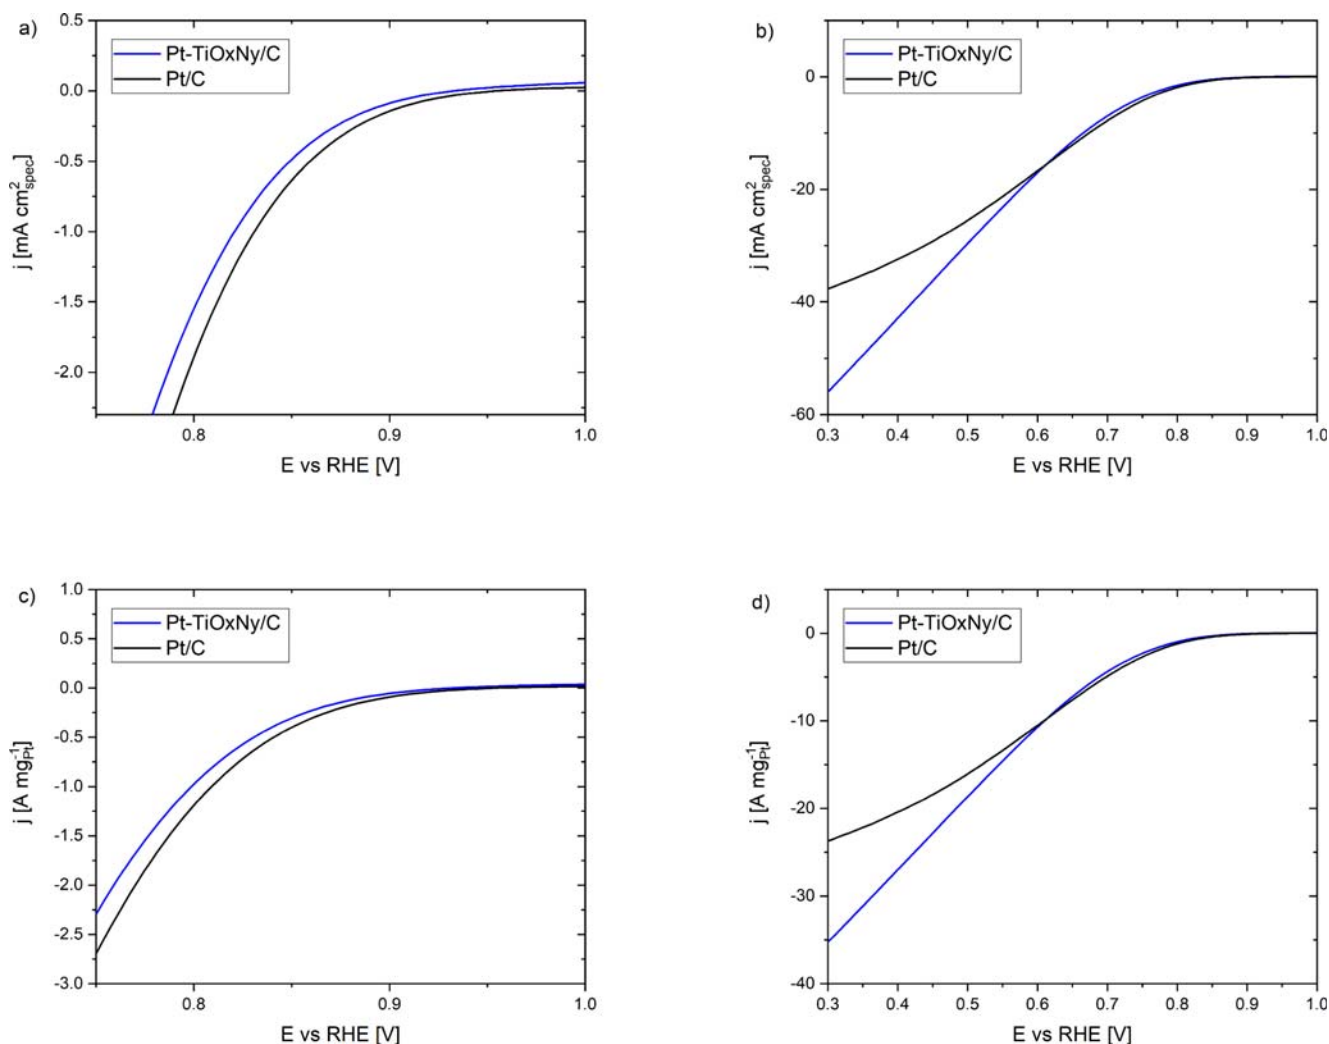 a)
Pt-TiOxNy/C
Pt/C
0.5
0.0
-0.5
-1.0
-1.5
-2.0
j [mA cm²spec]
0.8 0.9 1.0
E vs RHE [V]
b)
Pt-TiOxNy/C
Pt/C
0
-20
-40
-60
j [mA cm²spec]
0.3 0.4 0.5 0.6 0.7 0.8 0.9 1.0
E vs RHE [V]
c)
Pt-TiOxNy/C
Pt/C
1.0
0.5
0.0
-0.5
-1.0
-1.5
-2.0
-2.5
-3.0
j [A mg⁻¹Pt]
0.8 0.9 1.0
E vs RHE [V]
d)
Pt-TiOxNy/C
Pt/C
0
-10
-20
-30
-40
j [A mg⁻¹Pt]
0.3 0.4 0.5 0.6 0.7 0.8 0.9 1.0
E vs RHE [V]